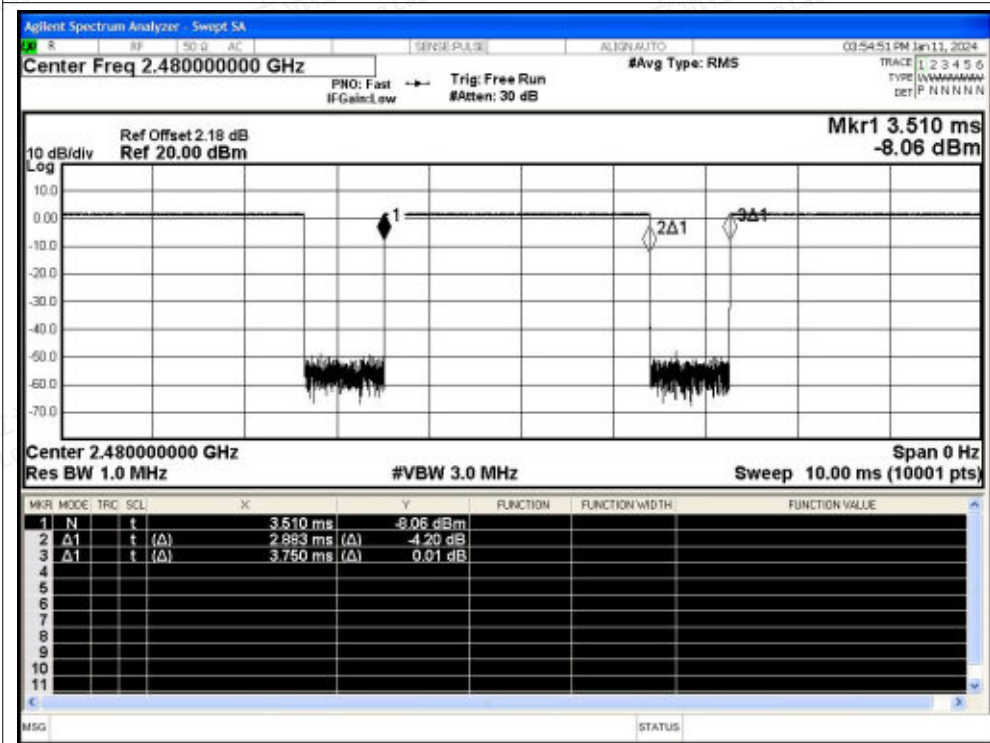 Agilent Spectrum Analyzer - Swept SA
LXI R RF 50 Ω AC SENSE:PULSE ALIGN AUTO 03:54:51 PM Jan 11, 2024
Center Freq 2.480000000 GHz #Avg Type: RMS TRACE 1 2 3 4 5 6
PNO: Fast Trig: Free Run TYPE WWWWWW
IFGain:Low #Atten: 30 dB DET P N N N N N
Mkr1 3.510 ms
Ref Offset 2.18 dB
10 dB/div Ref 20.00 dBm -8.06 dBm
Log
10.0
0.00
1 2Δ1 3Δ1
-10.0
-20.0
-30.0
-40.0
-50.0
-60.0
-70.0
Center 2.480000000 GHz Span 0 Hz
Res BW 1.0 MHz #VBW 3.0 MHz Sweep 10.00 ms (10001 pts)
MKR MODE TRC SCL X Y FUNCTION FUNCTION WIDTH FUNCTION VALUE
1 N t 3.510 ms -8.06 dBm
2 Δ1 t (Δ) 2.883 ms (Δ) -4.20 dB
3 Δ1 t (Δ) 3.750 ms (Δ) 0.01 dB
4
5
6
7
8
9
10
11
MSG STATUS